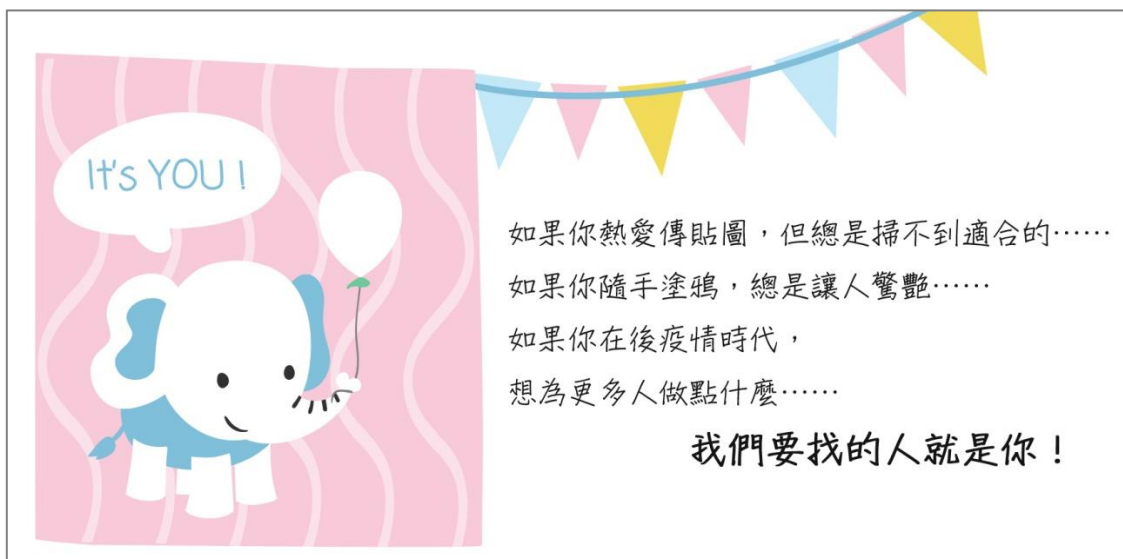 It's YOU !
如果你熱愛傳貼圖，但總是掃不到適合的⋯⋯
如果你隨手塗鴉，總是讓人驚艷⋯⋯
如果你在後疫情時代，
想為更多人做點什麼⋯⋯
我們要找的人就是你！